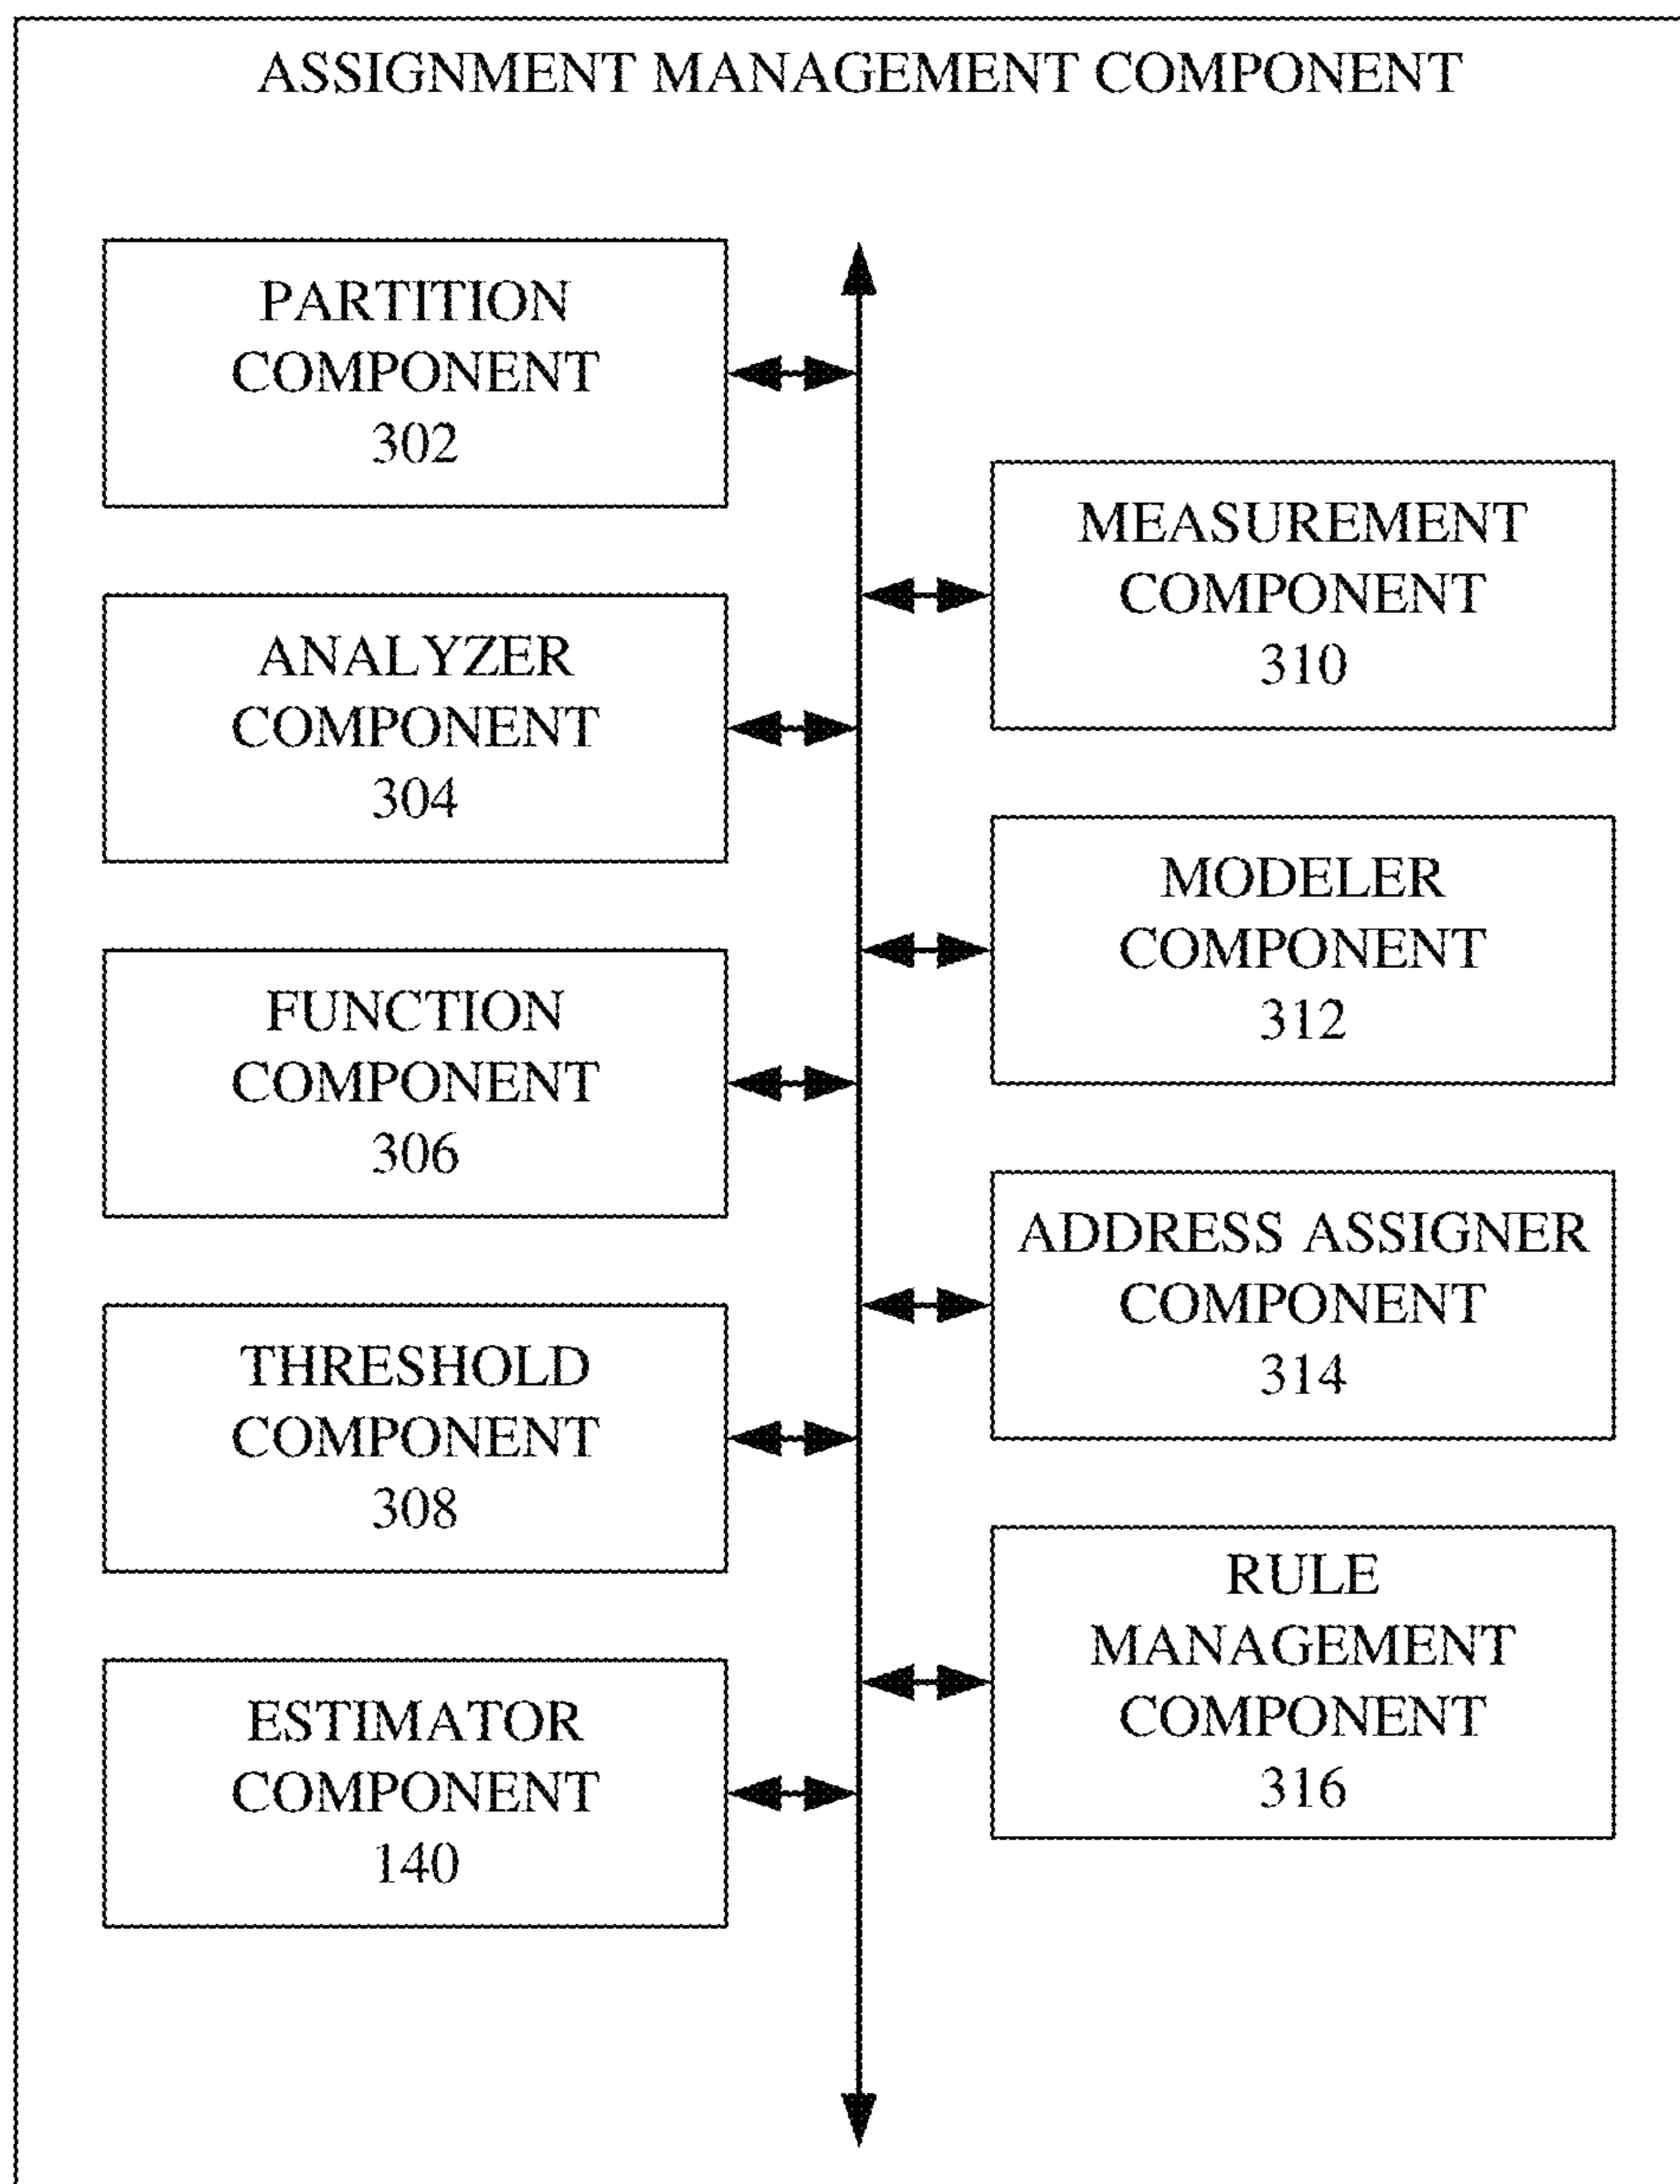 ASSIGNMENT MANAGEMENT COMPONENT
PARTITION
COMPONENT
302
ANALYZER
COMPONENT
304
FUNCTION
COMPONENT
306
THRESHOLD
COMPONENT
308
ESTIMATOR
COMPONENT
140
MEASUREMENT
COMPONENT
310
MODELER
COMPONENT
312
ADDRESS ASSIGNER
COMPONENT
314
RULE
MANAGEMENT
COMPONENT
316